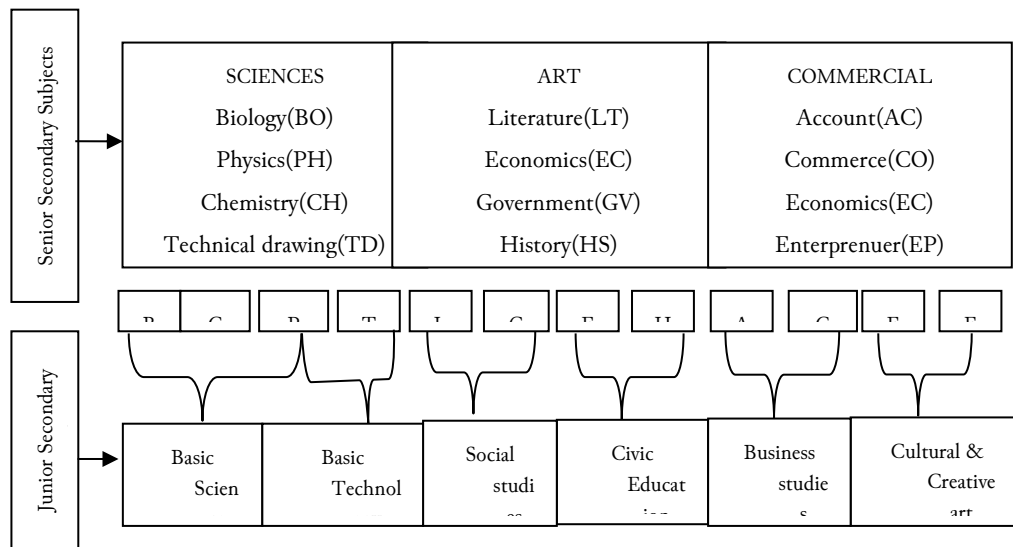 Senior Secondary Subjects
SCIENCES
Biology(BO)
Physics(PH)
Chemistry(CH)
Technical drawing(TD)
ART
Literature(LT)
Economics(EC)
Government(GV)
History(HS)
COMMERCIAL
Account(AC)
Commerce(CO)
Economics(EC)
Enterprenuer(EP)
Junior Secondary
Basic
Scien
Basic
Technol
Social
studi
es
Civic
Educat
Business
studie
s
Cultural &
Creative
art